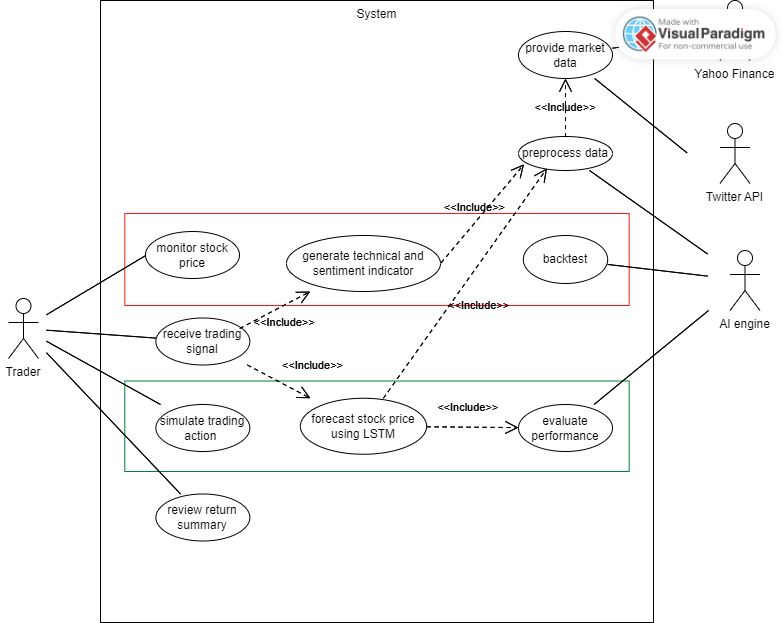 System
Made with
VisualParadigm
For non-commercial use
provide market
data
Yahoo Finance
<<Include>>
preprocess data
Twitter API
<<Include>>
monitor stock
price
generate technical and
sentiment indicator
backtest
<<Include>>
AI engine
<<Include>>
receive trading
signal
Trader
<<Include>>
simulate trading
action
forecast stock price
using LSTM
<<Include>>
evaluate
performance
review return
summary